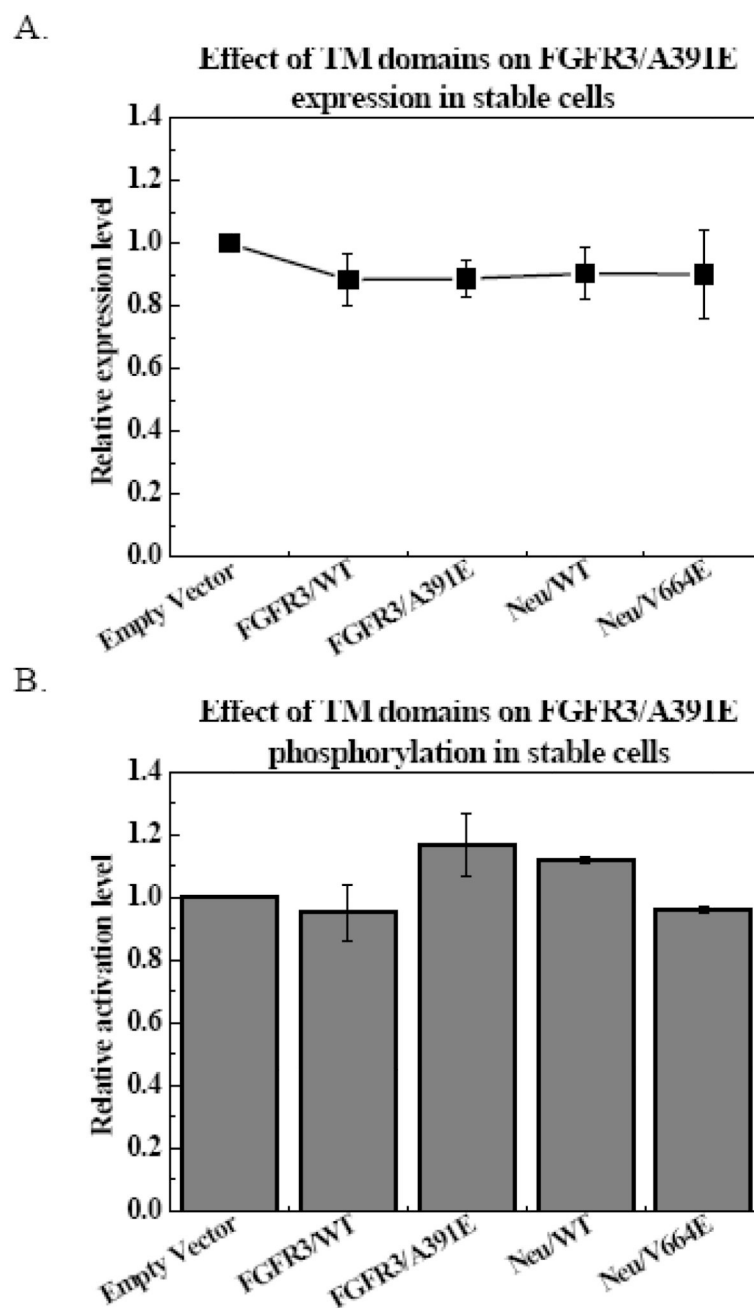 A.
Effect of TM domains on FGFR3/A391E
expression in stable cells
1.4
1.2
1.0
0.8
0.6
0.4
0.2
0.0
Relative expression level
Empty Vector
FGFR3/WT
FGFR3/A391E
Neu/WT
Neu/V664E
B.
Effect of TM domains on FGFR3/A391E
phosphorylation in stable cells
1.4
1.2
1.0
0.8
0.6
0.4
0.2
0.0
Relative activation level
Empty Vector
FGFR3/WT
FGFR3/A391E
Neu/WT
Neu/V664E